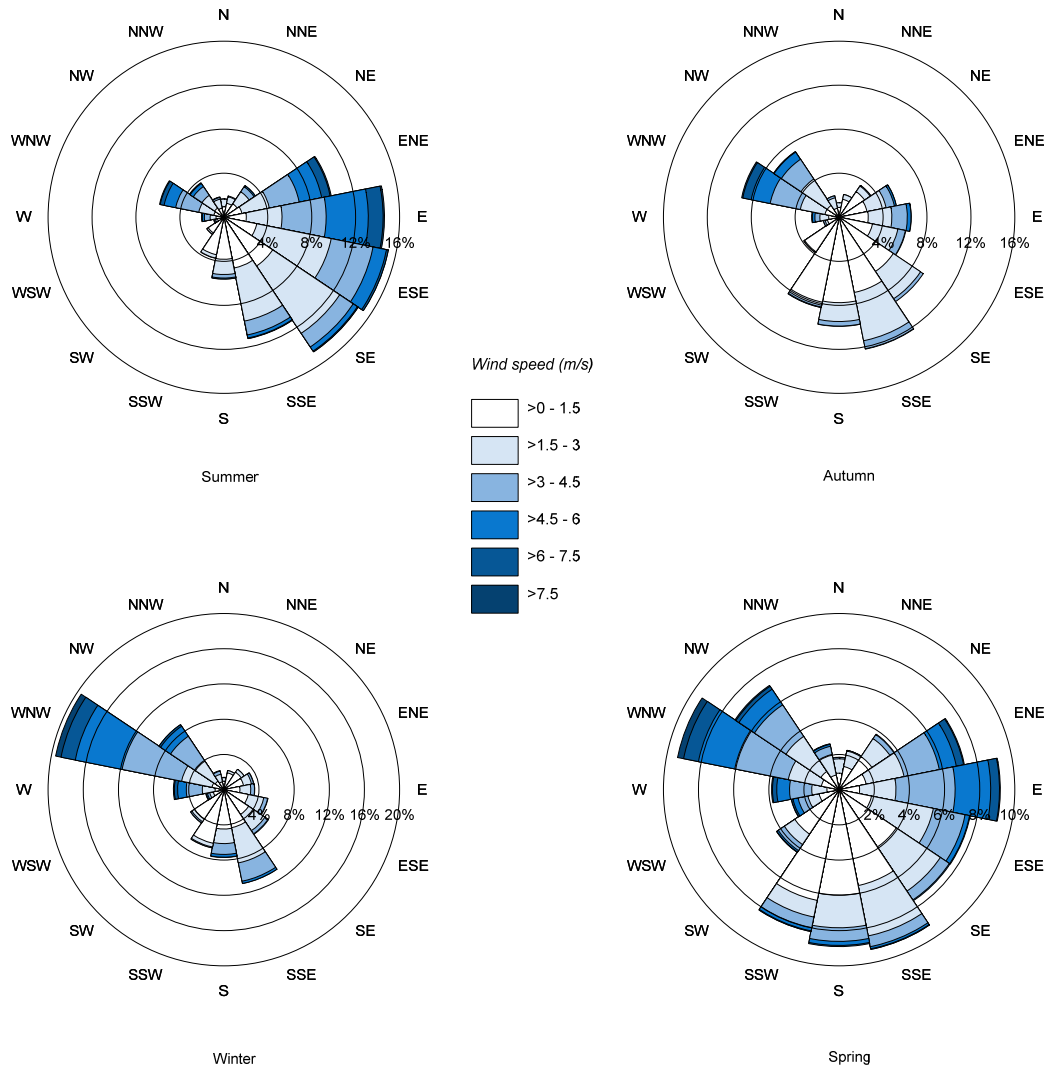 N
N
NNW
NNE
NNW
NNE
NW
NE
NW
NE
WNW
ENE
WNW
ENE
W
E
W
E
4%
8%
12%
16%
4%
8%
12%
16%
WSW
ESE
WSW
ESE
SW
SE
SW
SE
SSW
SSE
SSW
SSE
S
S
Summer
Autumn
Wind speed (m/s)
>0 - 1.5
>1.5 - 3
>3 - 4.5
>4.5 - 6
>6 - 7.5
>7.5
N
N
NNW
NNE
NNW
NNE
NW
NE
NW
NE
WNW
ENE
WNW
ENE
W
E
W
E
4%
8%
12%
16%
20%
2%
4%
6%
8%
10%
WSW
ESE
WSW
ESE
SW
SE
SW
SE
SSW
SSE
SSW
SSE
S
S
Winter
Spring